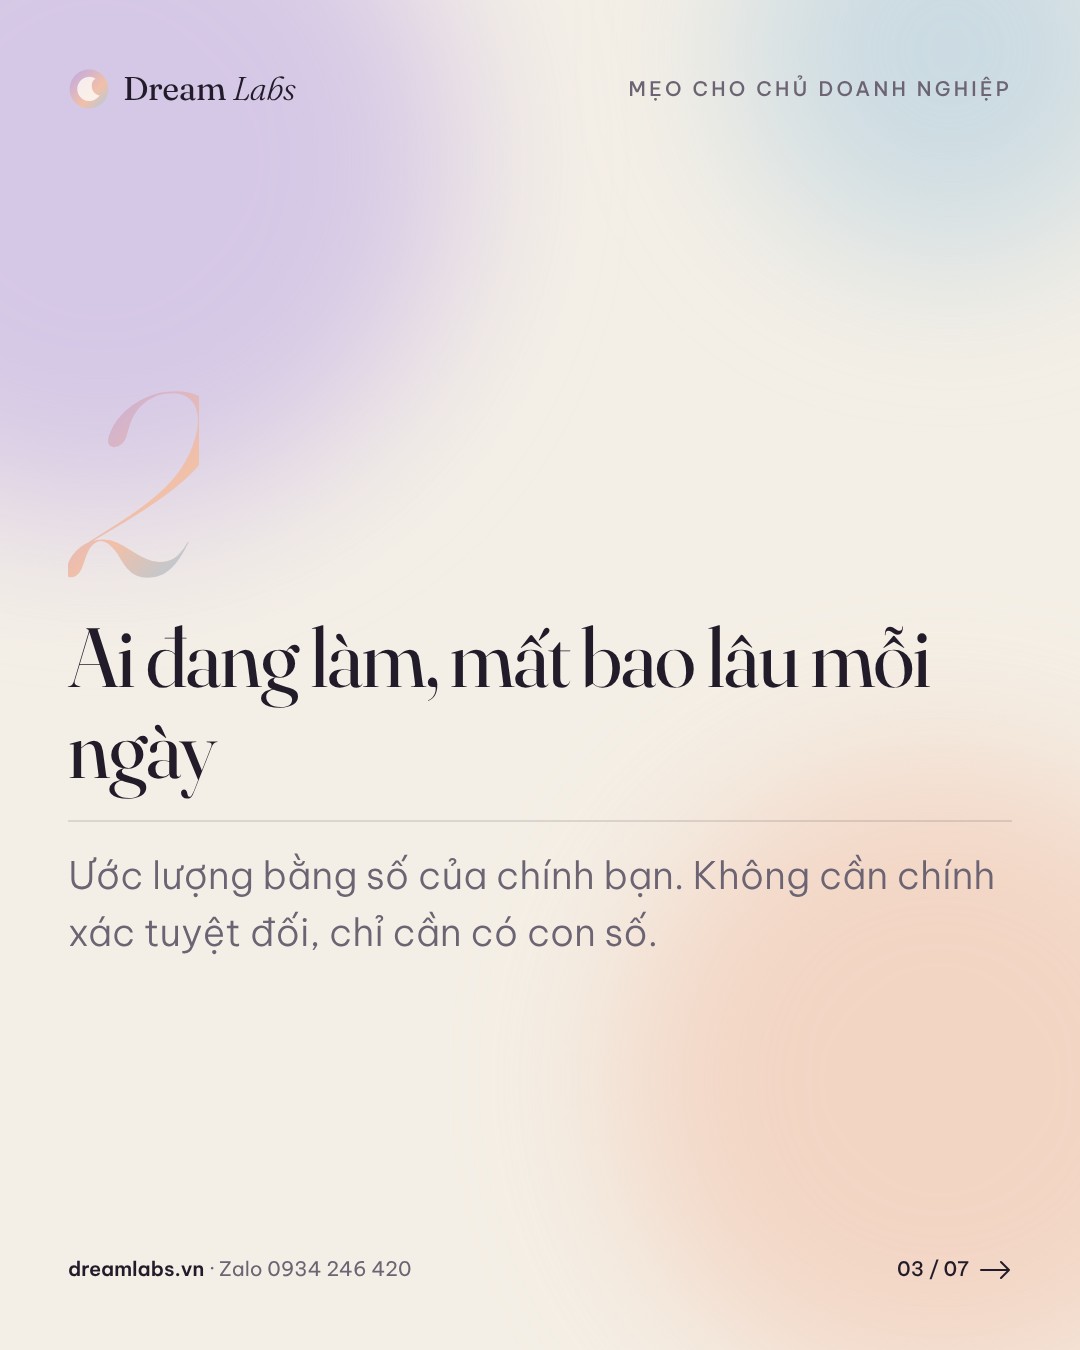 Dream Labs
MẸO CHO CHỦ DOANH NGHIỆP
2
Ai đang làm, mất bao lâu mỗi
ngày
Ước lượng bằng số của chính bạn. Không cần chính
xác tuyệt đối, chỉ cần có con số.
dreamlabs.vn · Zalo 0934 246 420
03 / 07 →